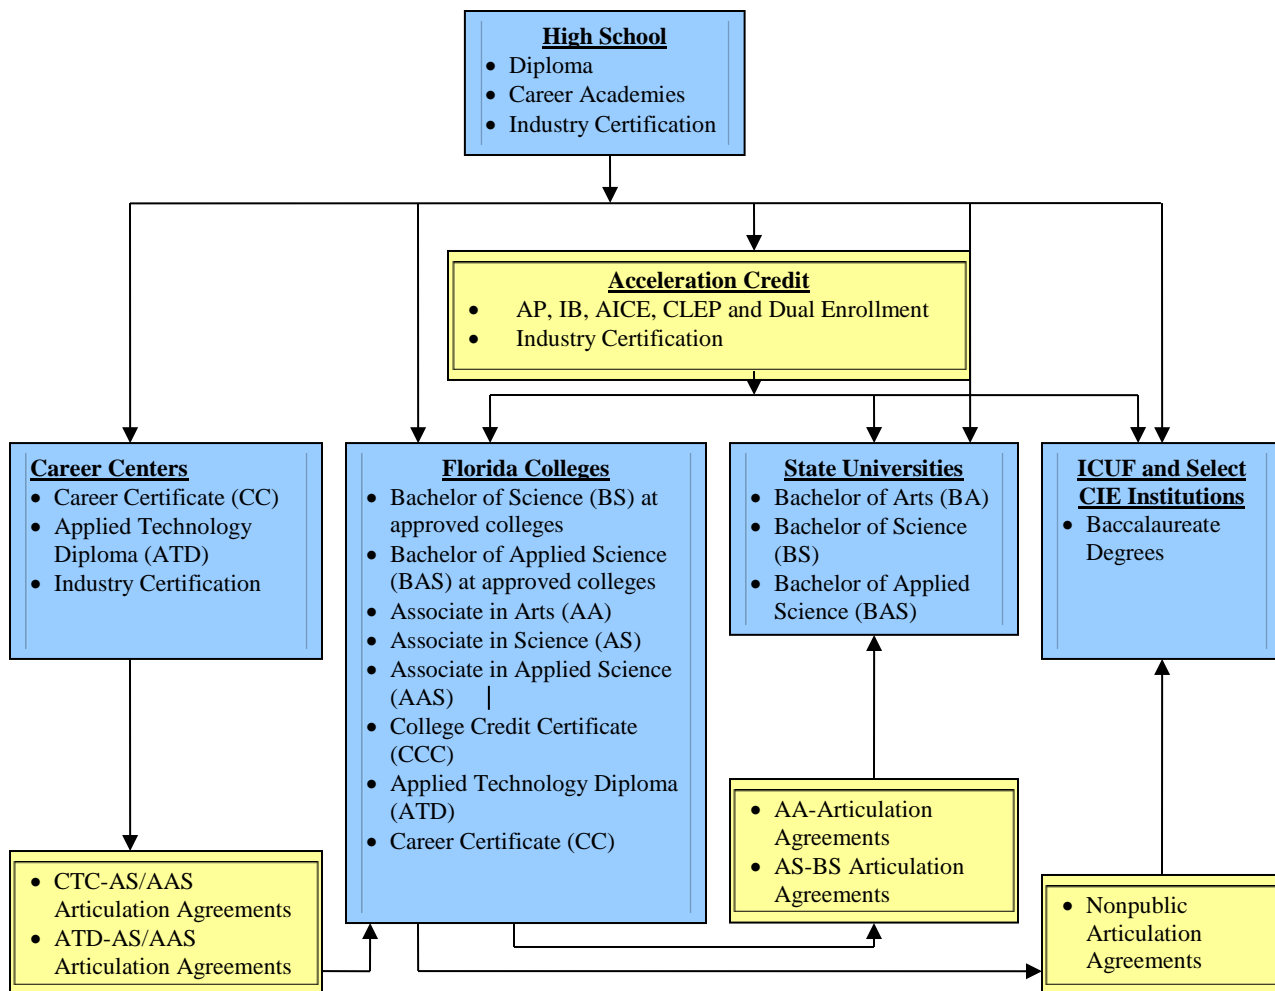 High School
• Diploma
• Career Academies
• Industry Certification
Acceleration Credit
• AP, IB, AICE, CLEP and Dual Enrollment
• Industry Certification
Career Centers
• Career Certificate (CC)
• Applied Technology
Diploma (ATD)
• Industry Certification
Florida Colleges
• Bachelor of Science (BS) at
approved colleges
• Bachelor of Applied Science
(BAS) at approved colleges
• Associate in Arts (AA)
• Associate in Science (AS)
• Associate in Applied Science
(AAS)
• College Credit Certificate
(CCC)
• Applied Technology Diploma
(ATD)
• Career Certificate (CC)
State Universities
• Bachelor of Arts (BA)
• Bachelor of Science
(BS)
• Bachelor of Applied
Science (BAS)
ICUF and Select
CIE Institutions
• Baccalaureate
Degrees
• CTC-AS/AAS
Articulation Agreements
• ATD-AS/AAS
Articulation Agreements
• AA-Articulation
Agreements
• AS-BS Articulation
Agreements
• Nonpublic
Articulation
Agreements